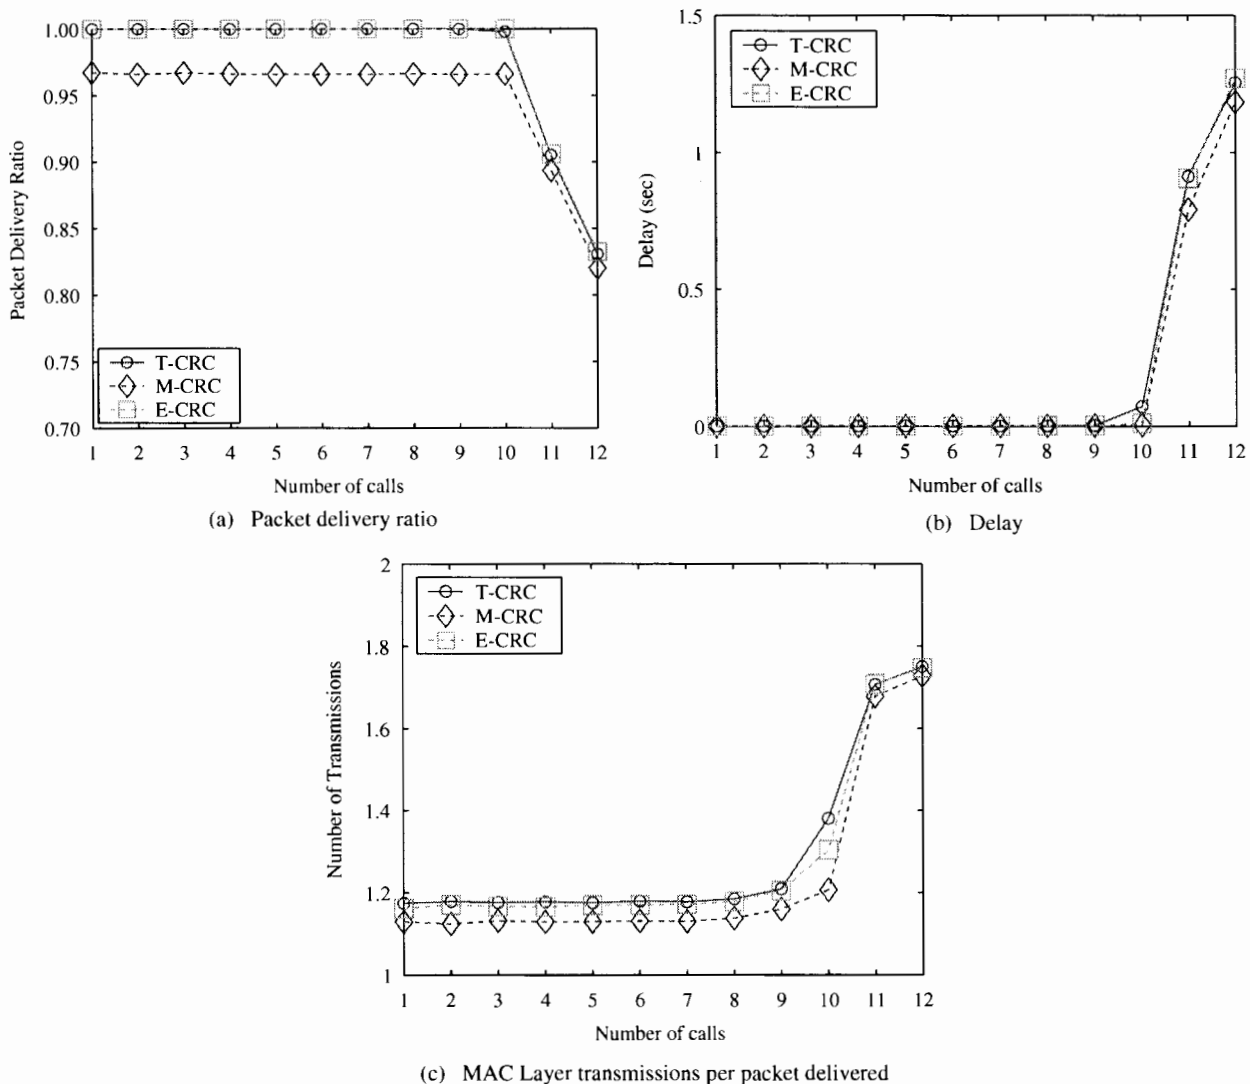 1.00
0.95
0.90
0.85
0.80
0.75
0.70
Packet Delivery Ratio
T-CRC
M-CRC
E-CRC
1 2 3 4 5 6 7 8 9 10 11 12
Number of calls
(a) Packet delivery ratio
1.5
1
0.5
0
Delay (sec)
T-CRC
M-CRC
E-CRC
1 2 3 4 5 6 7 8 9 10 11 12
Number of calls
(b) Delay
2
1.8
1.6
1.4
1.2
1
Number of Transmissions
T-CRC
M-CRC
E-CRC
1 2 3 4 5 6 7 8 9 10 11 12
Number of calls
(c) MAC Layer transmissions per packet delivered